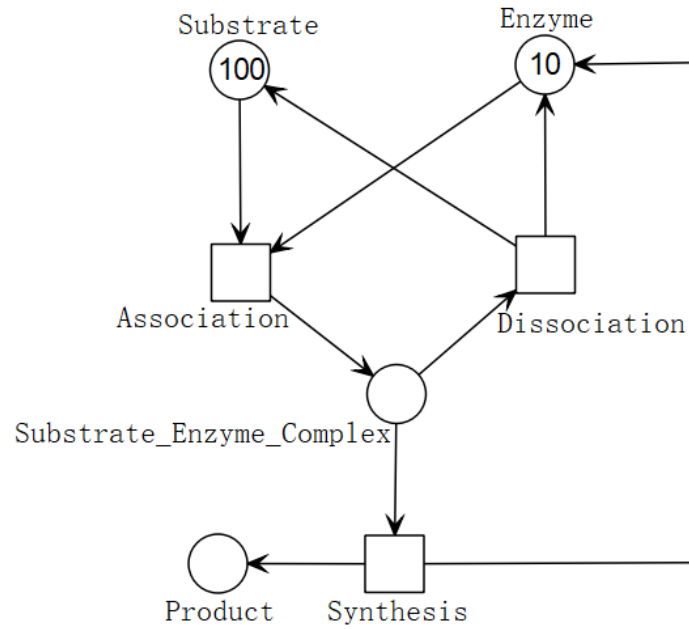 Substrate
Enzyme
100
10
Association
Dissociation
Substrate_Enzyme_Complex
Product
Synthesis